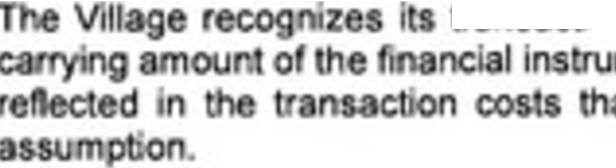 The Village recognizes its
carrying amount of the financial instru
reflected in the transaction costs tha
assumption.